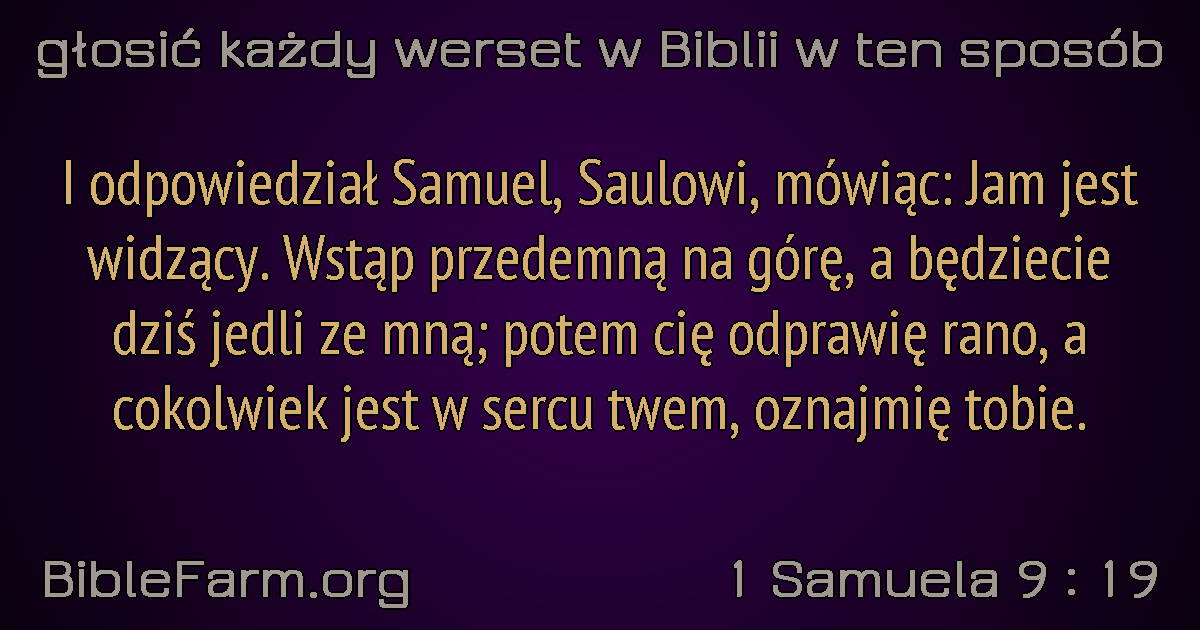 głosić każdy werset w Biblii w ten sposób
I odpowiedział Samuel, Saulowi, mówiąc: Jam jest
widzący. Wstąp przedemną na górę, a będziecie
dziś jedli ze mną; potem cię odprawię rano, a
cokolwiek jest w sercu twem, oznajmię tobie.
BibleFarm.org
1 Samuela 9 : 19